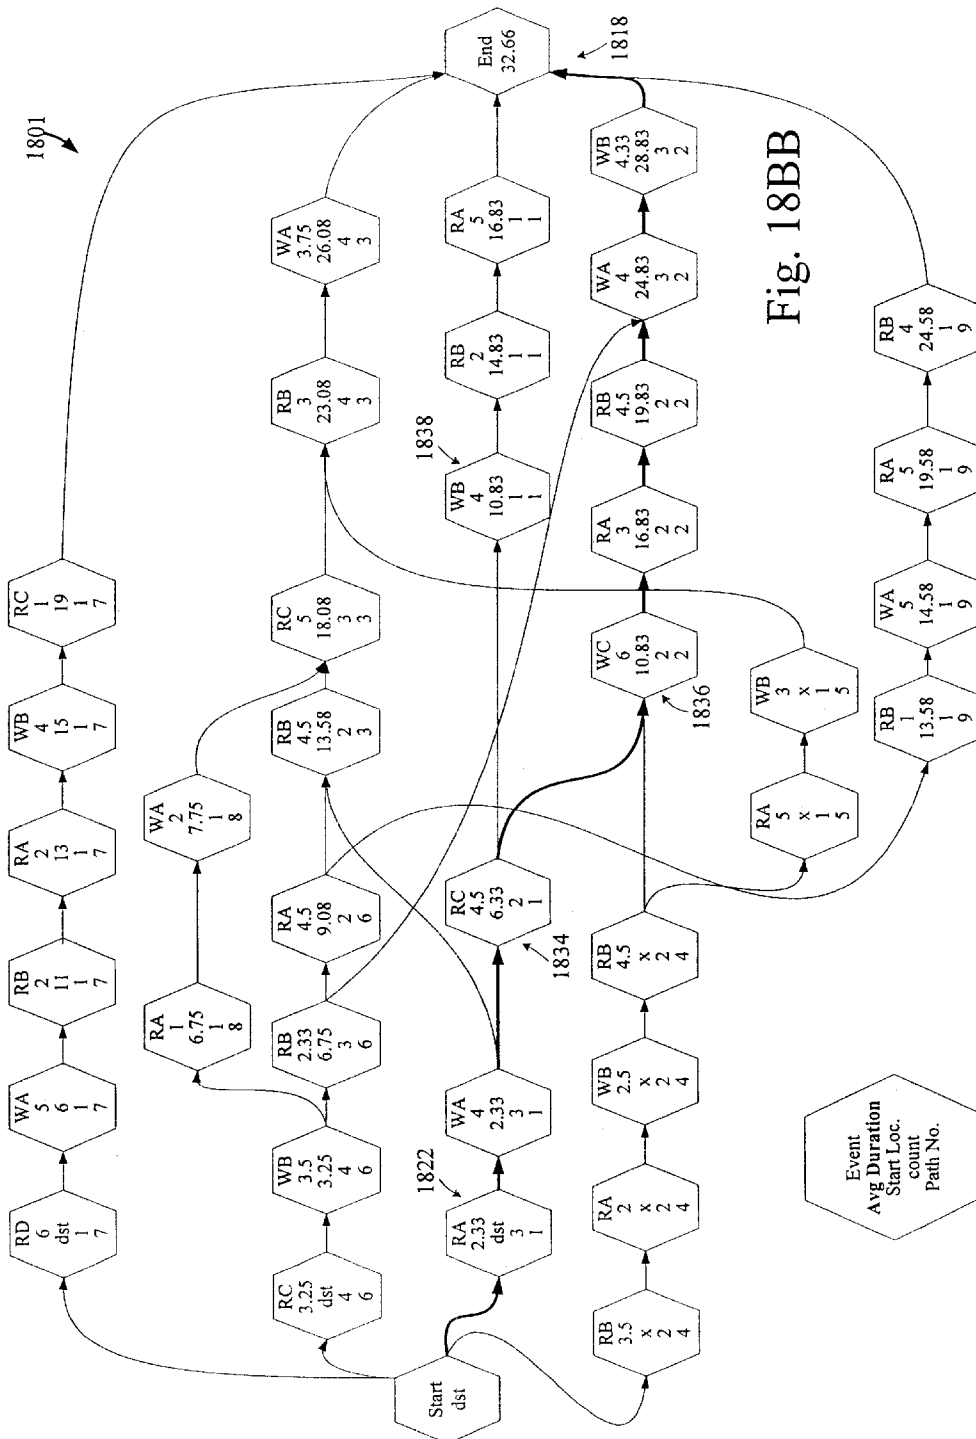 1801
RD
6
dst
1
7
WA
5
6
1
7
RB
2
11
1
7
RA
2
13
1
7
WB
4
15
1
7
RC
1
19
1
7
RA
1
6.75
1
8
WA
2
7.75
1
8
RC
3.25
dst
4
6
WB
3.5
3.25
4
6
RB
2.33
6.75
3
6
RA
4.5
9.08
2
6
RB
4.5
13.58
2
3
RC
5
18.08
3
3
RB
3
23.08
4
3
WA
3.75
26.08
4
3
Start
dst
1822
RA
2.33
dst
3
1
WA
4
2.33
3
1
RC
4.5
6.33
2
1
1834
1838
WB
4
10.83
1
1
RB
2
14.83
1
1
RA
5
16.83
1
1
End
32.66
1818
WC
6
10.83
2
2
1836
RA
3
16.83
2
2
RB
4.5
19.83
2
2
WA
4
24.83
3
2
WB
4.33
28.83
3
2
RB
3.5
x
2
4
RA
2
x
2
4
WB
2.5
x
2
4
RB
4.5
x
2
4
RA
5
x
1
5
WB
3
x
1
5
RB
1
13.58
1
9
WA
5
14.58
1
9
RA
5
19.58
1
9
RB
4
24.58
1
9
Event
Avg Duration
Start Loc.
count
Path No.
Fig. 18BB